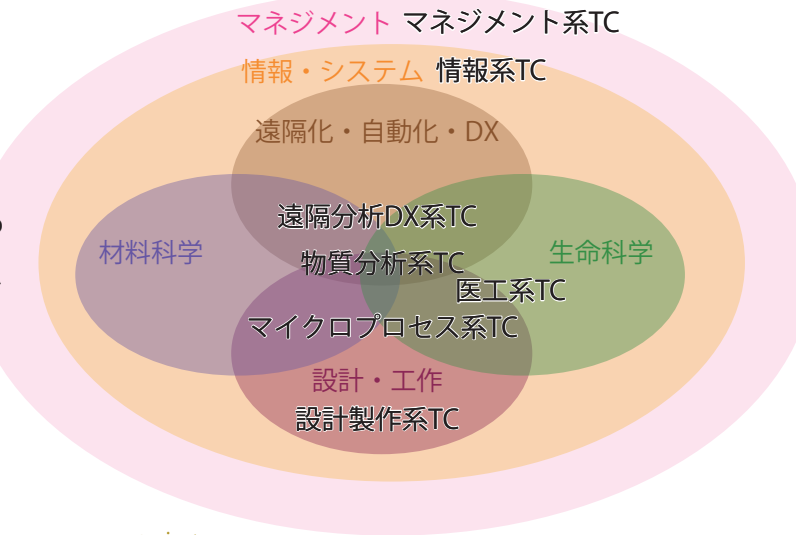 マネジメント マネジメント系TC
情報・システム 情報系TC
遠隔化・自動化・DX
遠隔分析DX系TC
材料科学
物質分析系TC
生命科学
医工系TC
マイクロプロセス系TC
設計・工作
設計製作系TC